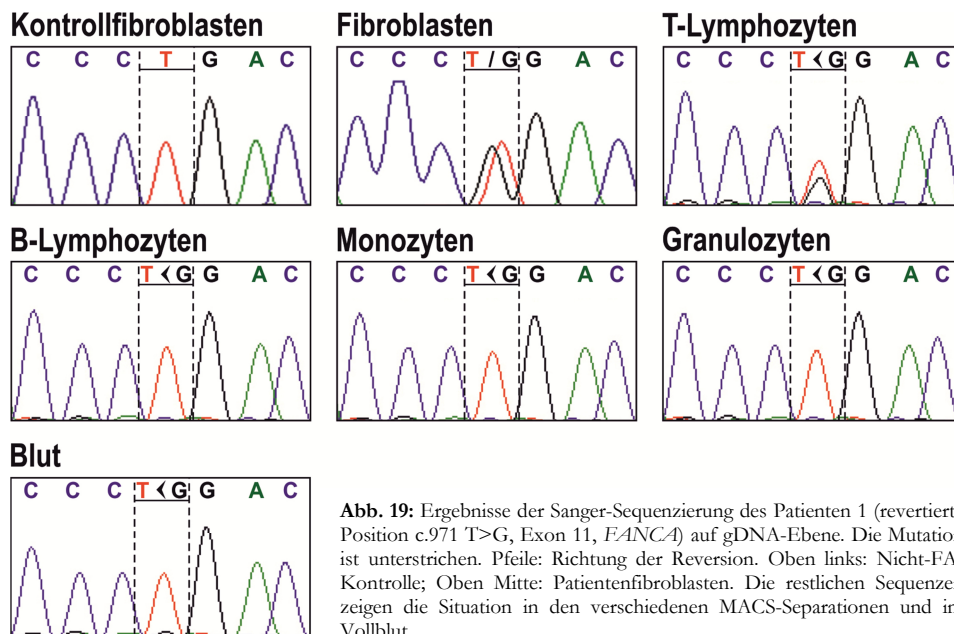 Kontrollfibroblasten
C C C T G A C
Fibroblasten
C C C T / G G A C
T-Lymphozyten
C C C T < G G A C
B-Lymphozyten
C C C T < G G A C
Monozyten
C C C T < G G A C
Granulozyten
C C C T < G G A C
Blut
C C C T < G G A C
Abb. 19: Ergebnisse der Sanger-Sequenzierung des Patienten 1 (revertiert
Position c.971 T>G, Exon 11, FANCA) auf gDNA-Ebene. Die Mutation
ist unterstrichen. Pfeile: Richtung der Reversion. Oben links: Nicht-FA
Kontrolle; Oben Mitte: Patientenfibroblasten. Die restlichen Sequenze
zeigen die Situation in den verschiedenen MACS-Separationen und in
Vollblut